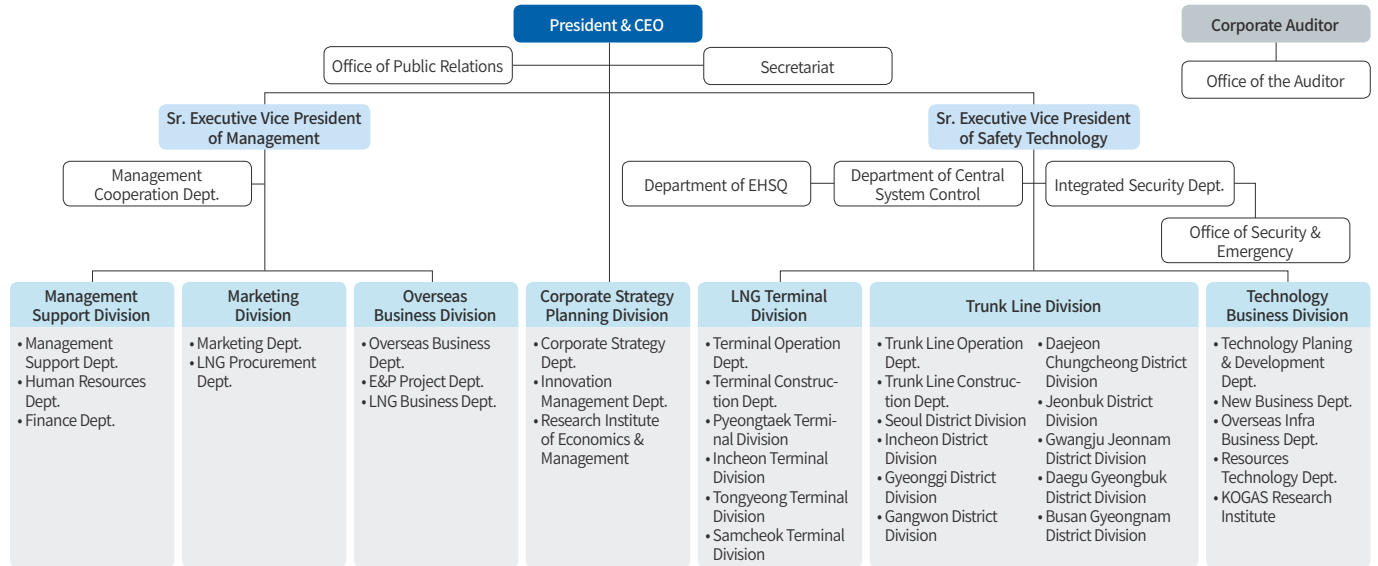 President & CEO
Corporate Auditor
Office of Public Relations
Secretariat
Office of the Auditor
Sr. Executive Vice President
of Management
Sr. Executive Vice President
of Safety Technology
Management
Cooperation Dept.
Department of EHSQ
Department of Central
System Control
Integrated Security Dept.
Office of Security &
Emergency
Management
Support Division
• Management
Support Dept.
• Human Resources
Dept.
• Finance Dept.
Marketing
Division
• Marketing Dept.
• LNG Procurement
Dept.
Overseas
Business Division
• Overseas Business
Dept.
• E&P Project Dept.
• LNG Business Dept.
Corporate Strategy
Planning Division
• Corporate Strategy
Dept.
• Innovation
Management Dept.
• Research Institute
of Economics &
Management
LNG Terminal
Division
• Terminal Operation
Dept.
• Terminal Construc-
tion Dept.
• Pyeongtaek Termi-
nal Division
• Incheon Terminal
Division
• Tongyeong Terminal
Division
• Samcheok Terminal
Division
Trunk Line Division
• Trunk Line Operation
Dept.
• Trunk Line Construc-
tion Dept.
• Seoul District Division
• Incheon District
Division
• Gyeonggi District
Division
• Gangwon District
Division
• Daejeon
Chungcheong District
Division
• Jeonbuk District
Division
• Gwangju Jeonnam
District Division
• Daegu Gyeongbuk
District Division
• Busan Gyeongnam
District Division
Technology
Business Division
• Technology Planing
& Development
Dept.
• New Business Dept.
• Overseas Infra
Business Dept.
• Resources
Technology Dept.
• KOGAS Research
Institute